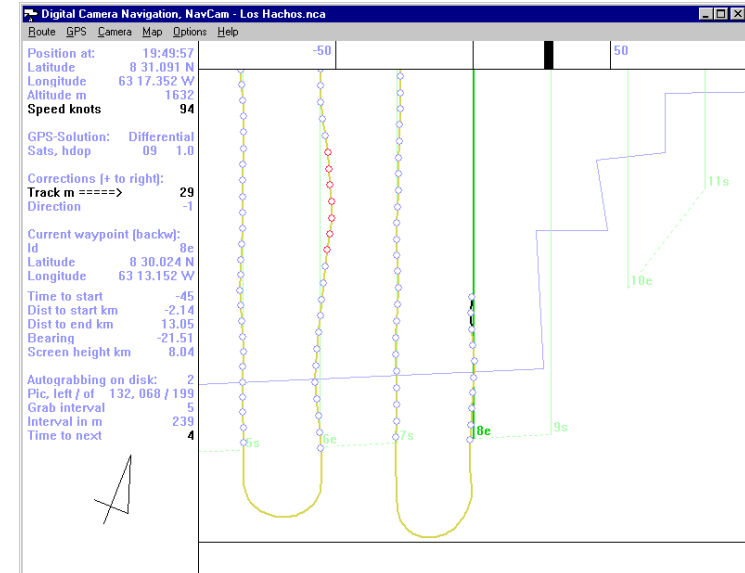 Digital Camera Navigation, NavCam - Los Hachos.nca
Route GPS Camera Map Options Help
Position at: 19:49:57
Latitude 8 31.091 N
Longitude 63 17.352 W
Altitude m 1632
Speed knots 94
GPS-Solution: Differential
Sats, hdop 09 1.0
Corrections (+ to right):
Track m =====> 29
Direction -1
Current waypoint (backw):
Id 8e
Latitude 8 30.024 N
Longitude 63 13.152 W
Time to start -45
Dist to start km -2.14
Dist to end km 13.05
Bearing -21.51
Screen height km 8.04
Autograbbing on disk: 2
Pic, left / of 132, 068 / 199
Grab interval 5
Interval in m 239
Time to next 4
-50 50
11s
10e
5s 6e 7s 8e 9s